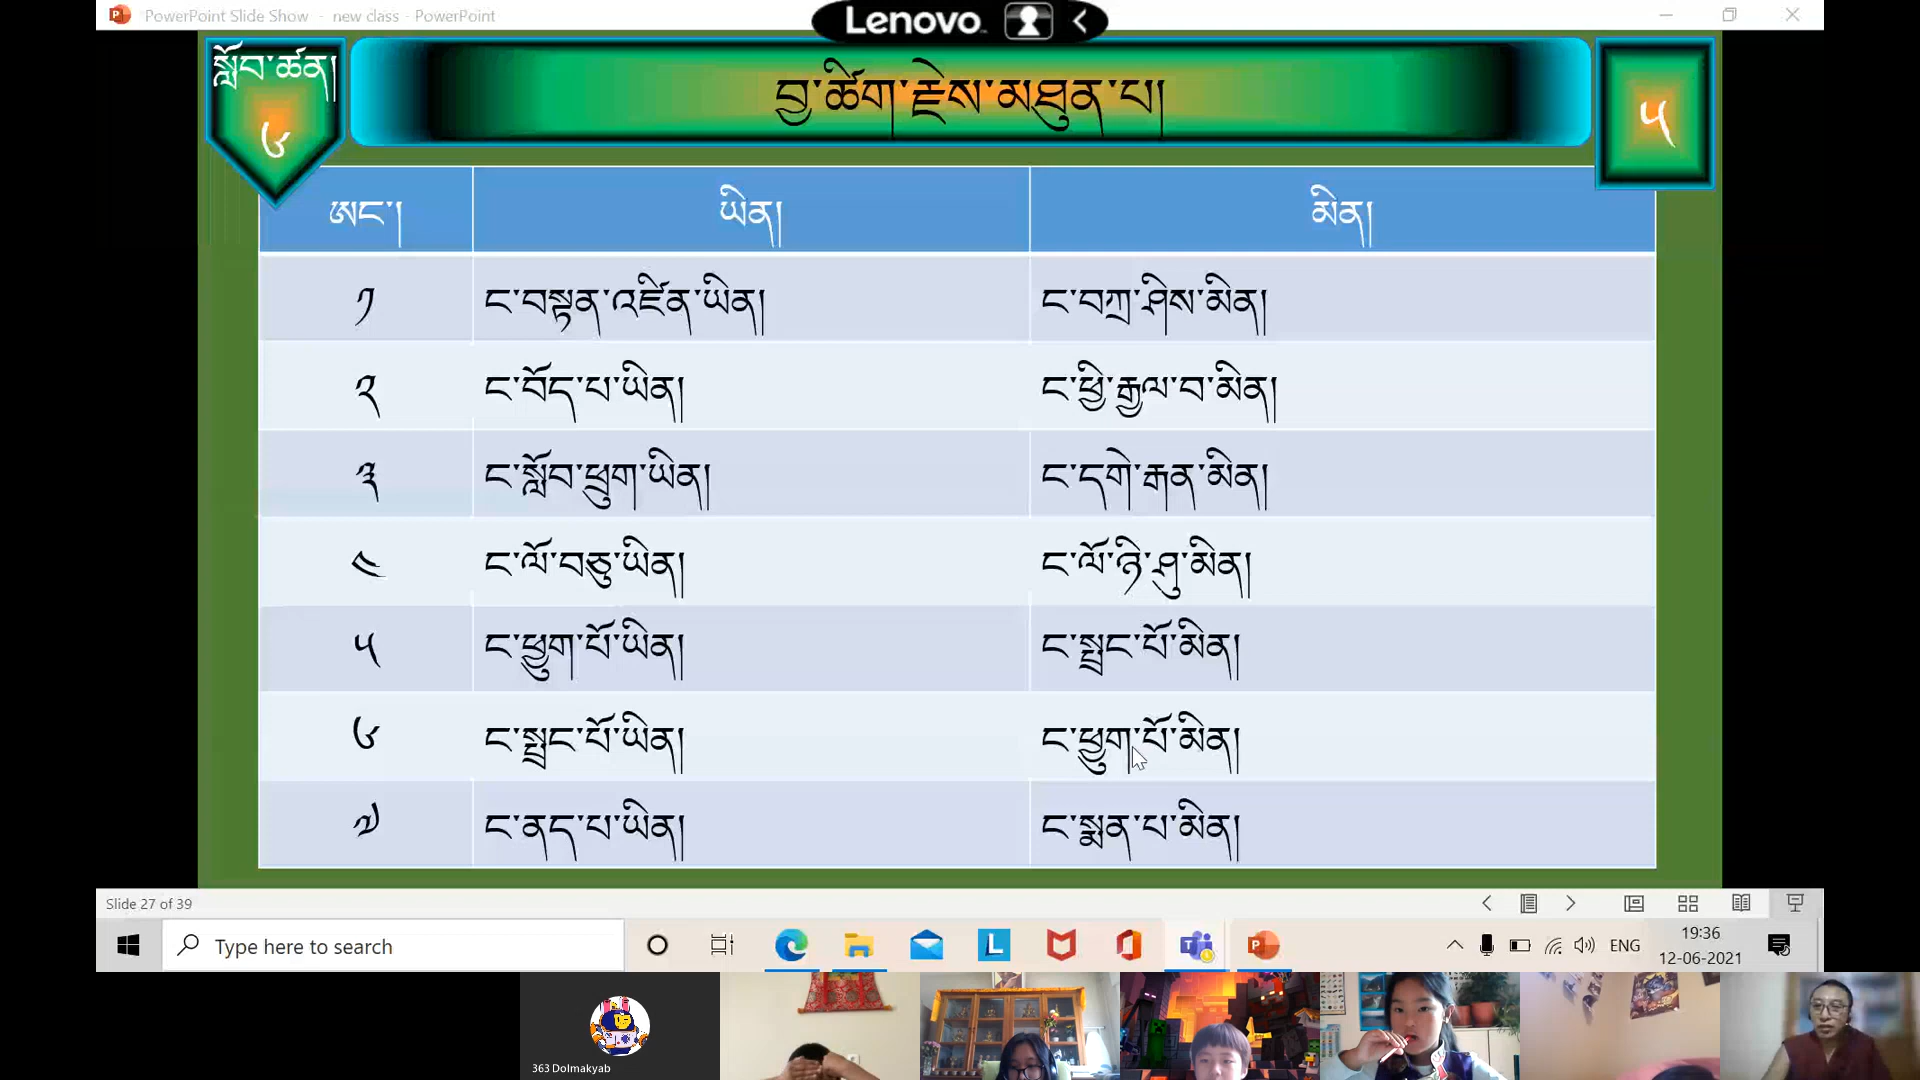 PowerPoint Slide Show - new class - PowerPoint
Lenovo
སློབ་ཚན།
༦
བྱ་ཚིག་རྗེས་མཐུན་པ།
༥
ཨང་། ཡིན། མིན།
༡ ང་བསྟན་འཛིན་ཡིན། ང་བཀྲ་ཤིས་མིན།
༢ ང་བོད་པ་ཡིན། ང་ཕྱི་རྒྱལ་བ་མིན།
༣ ང་སློབ་ཕྲུག་ཡིན། ང་དགེ་རྒན་མིན།
༤ ང་ལོ་བཅུ་ཡིན། ང་ལོ་ཉི་ཤུ་མིན།
༥ ང་ཕྱུག་པོ་ཡིན། ང་སྤྲང་པོ་མིན།
༦ ང་སྤྲང་པོ་ཡིན། ང་ཕྱུག་པོ་མིན།
༧ ང་ནད་པ་ཡིན། ང་སྨན་པ་མིན།
Slide 27 of 39
Type here to search
ENG
19:36
12-06-2021
363 Dolmakyab